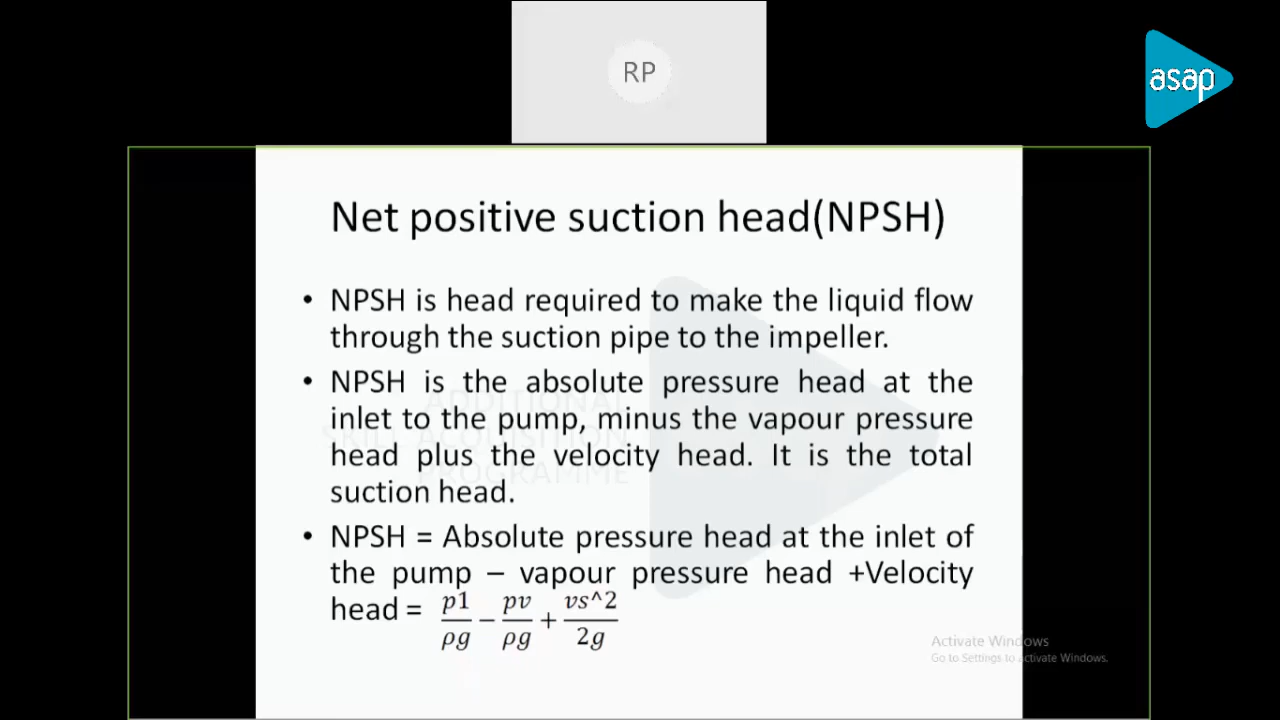 RP
asap
Net positive suction head(NPSH)
• NPSH is head required to make the liquid flow
through the suction pipe to the impeller.
• NPSH is the absolute pressure head at the
inlet to the pump, minus the vapour pressure
head plus the velocity head. It is the total
suction head.
• NPSH = Absolute pressure head at the inlet of
the pump – vapour pressure head +Velocity
head = p1/ρg − pv/ρg + vs^2/2g
ADDITIONAL
SKILL ACQUISITION
PROGRAMME
Activate Windows
Go to Settings to Activate Windows.